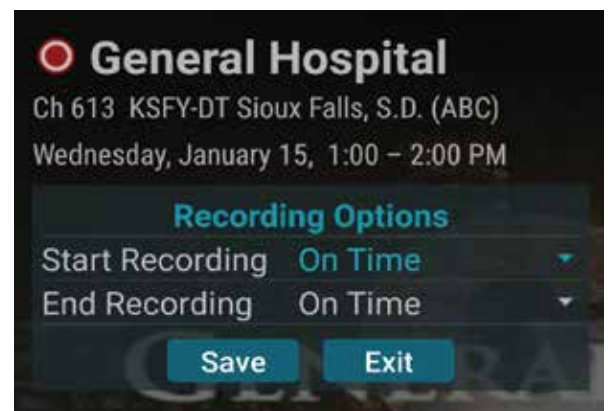 General Hospital
Ch 613 KSFY-DT Sioux Falls, S.D. (ABC)
Wednesday, January 15, 1:00 – 2:00 PM
Recording Options
Start Recording On Time
End Recording On Time
Save Exit
GENERAL